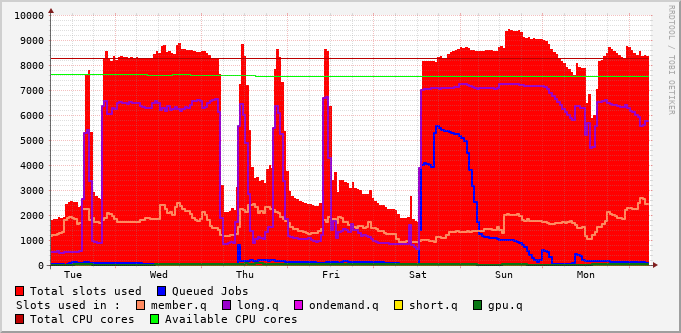 10000
9000
8000
7000
6000
5000
4000
3000
2000
1000
0
Tue Wed Thu Fri Sat Sun Mon
Total slots used Queued Jobs
Slots used in : member.q long.q ondemand.q short.q gpu.q
Total CPU cores Available CPU cores
RRDTOOL / TOBI OETIKER